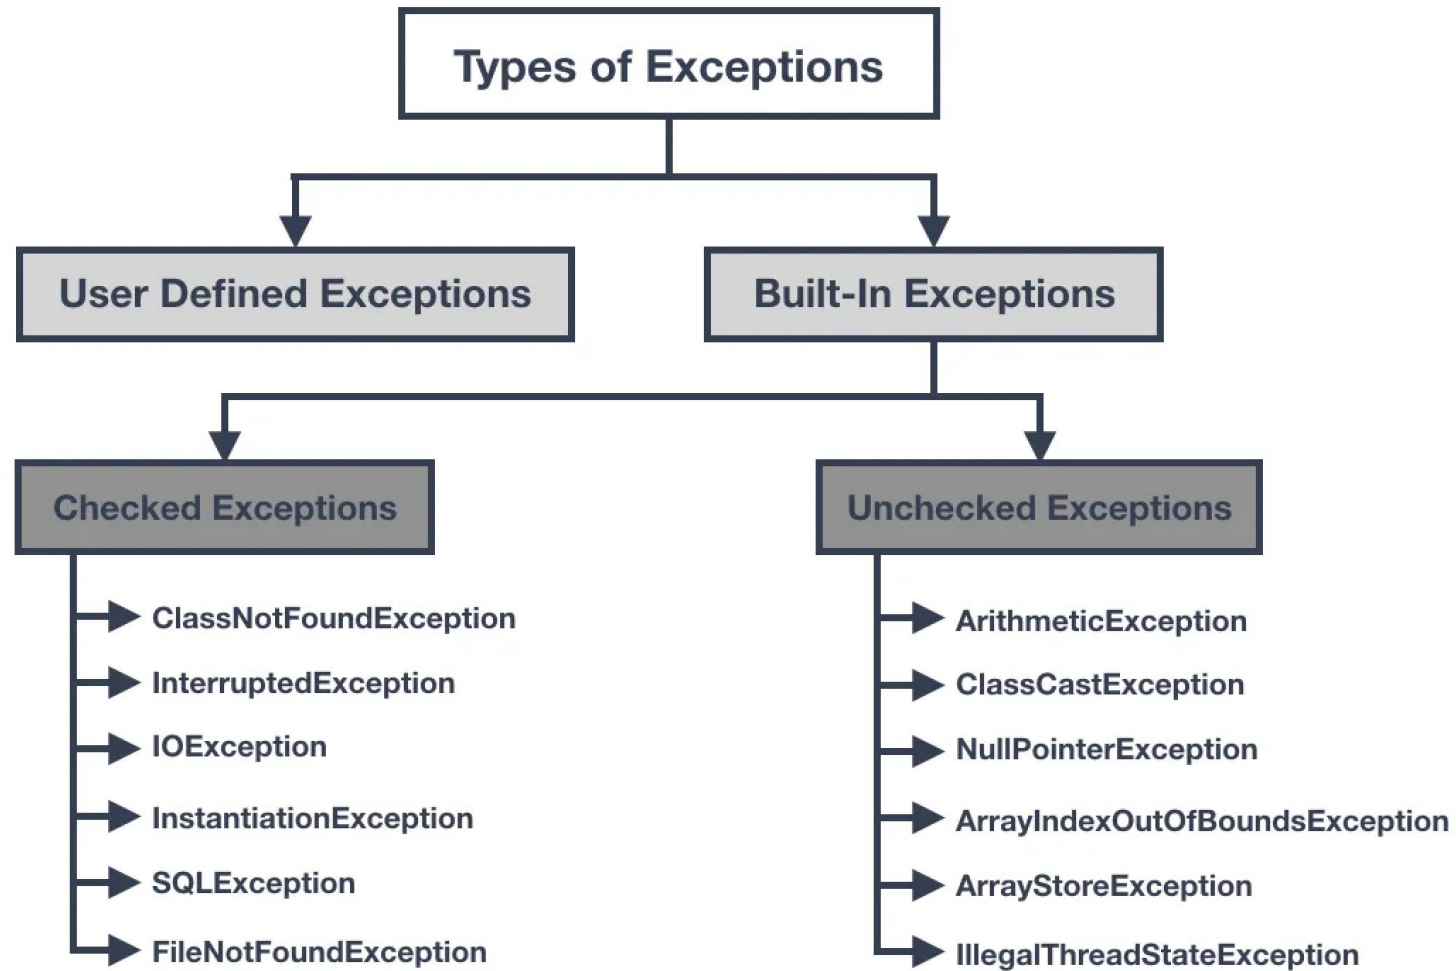 Types of Exceptions
User Defined Exceptions
Built-In Exceptions
Checked Exceptions
ClassNotFoundException
InterruptedException
IOException
InstantiationException
SQLException
FileNotFoundException
Unchecked Exceptions
ArithmeticException
ClassCastException
NullPointerException
ArrayIndexOutOfBoundsException
ArrayStoreException
IllegalThreadStateException